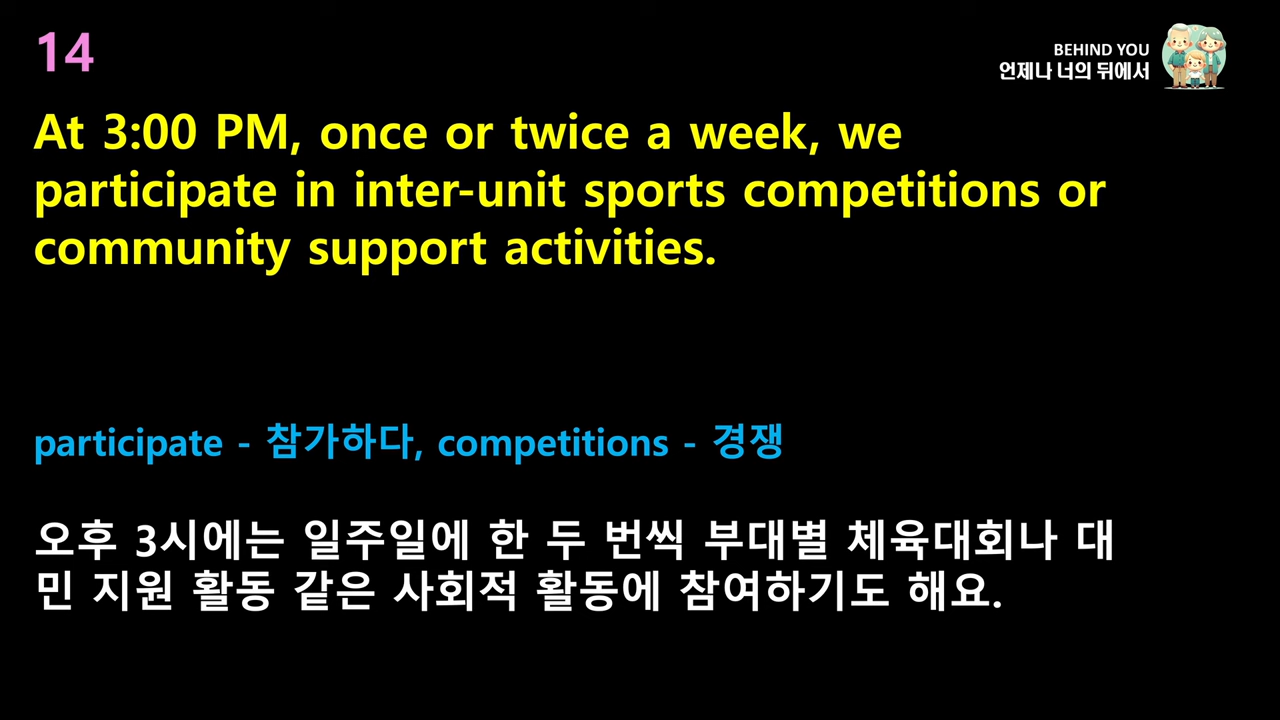 14
BEHIND YOU
언제나 너의 뒤에서
At 3:00 PM, once or twice a week, we
participate in inter-unit sports competitions or
community support activities.
participate - 참가하다, competitions - 경쟁
오후 3시에는 일주일에 한 두 번씩 부대별 체육대회나 대
민 지원 활동 같은 사회적 활동에 참여하기도 해요.